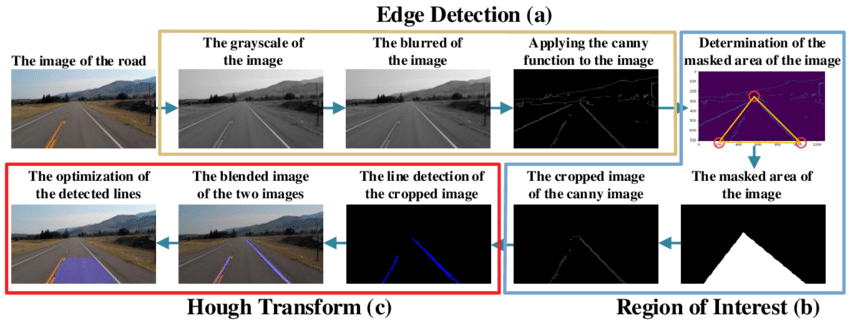 Edge Detection (a)
The image of the road
The grayscale of
the image
The blurred of
the image
Applying the canny
function to the image
Determination of the
masked area of the image
The optimization of
the detected lines
The blended image
of the two images
The line detection of
the cropped image
The cropped image
of the canny image
The masked area of
the image
Hough Transform (c)
Region of Interest (b)